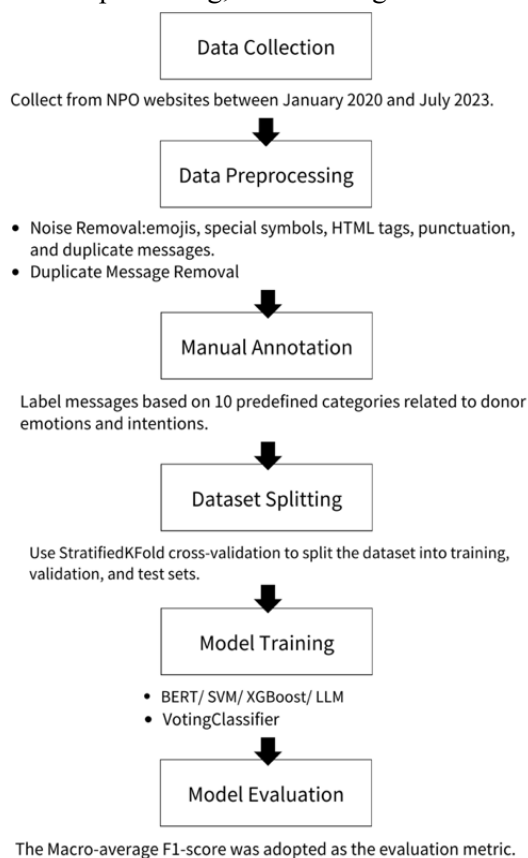 Data Collection
Collect from NPO websites between January 2020 and July 2023.
Data Preprocessing
• Noise Removal:emojis, special symbols, HTML tags, punctuation,
and duplicate messages.
• Duplicate Message Removal
Manual Annotation
Label messages based on 10 predefined categories related to donor
emotions and intentions.
Dataset Splitting
Use StratifiedKFold cross-validation to split the dataset into training,
validation, and test sets.
Model Training
• BERT/ SVM/ XGBoost/ LLM
• VotingClassifier
Model Evaluation
The Macro-average F1-score was adopted as the evaluation metric.